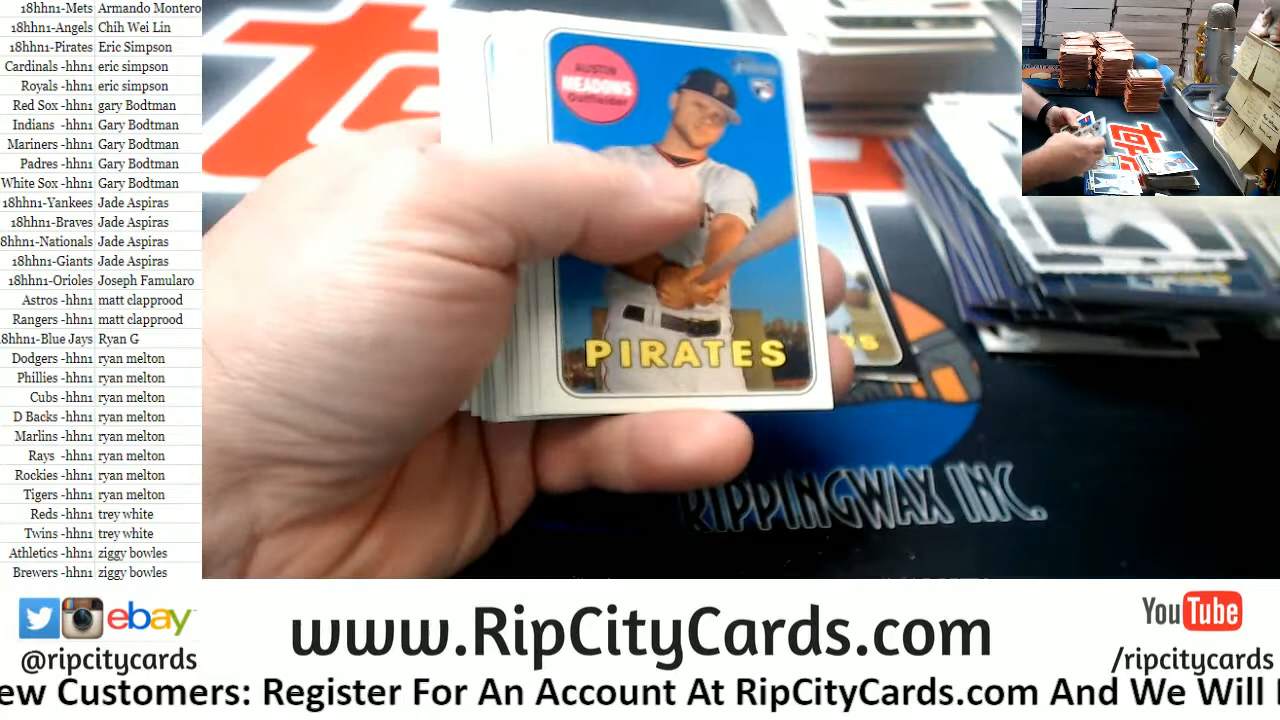 18hhn1-Mets Armando Montero
18hhn1-Angels Chih Wei Lin
18hhn1-Pirates Eric Simpson
Cardinals -hhn1 eric simpson
Royals -hhn1 eric simpson
Red Sox -hhn1 gary Bodtman
Indians -hhn1 Gary Bodtman
Mariners -hhn1 Gary Bodtman
Padres -hhn1 Gary Bodtman
White Sox -hhn1 Gary Bodtman
18hhn1-Yankees Jade Aspiras
18hhn1-Braves Jade Aspiras
8hhn1-Nationals Jade Aspiras
18hhn1-Giants Jade Aspiras
18hhn1-Orioles Joseph Famularo
Astros -hhn1 matt clapprood
Rangers -hhn1 matt clapprood
8hhn1-Blue Jays Ryan G
Dodgers -hhn1 ryan melton
Phillies -hhn1 ryan melton
Cubs -hhn1 ryan melton
D Backs -hhn1 ryan melton
Marlins -hhn1 ryan melton
Rays -hhn1 ryan melton
Rockies -hhn1 ryan melton
Tigers -hhn1 ryan melton
Reds -hhn1 trey white
Twins -hhn1 trey white
Athletics -hhn1 ziggy bowles
Brewers -hhn1 ziggy bowles
AUSTIN
MEADOWS
Outfielder
PIRATES
RIPPINGWAX INC.
ebay
@ripcitycards
www.RipCityCards.com
YouTube
/ripcitycards
ew Customers: Register For An Account At RipCityCards.com And We Will